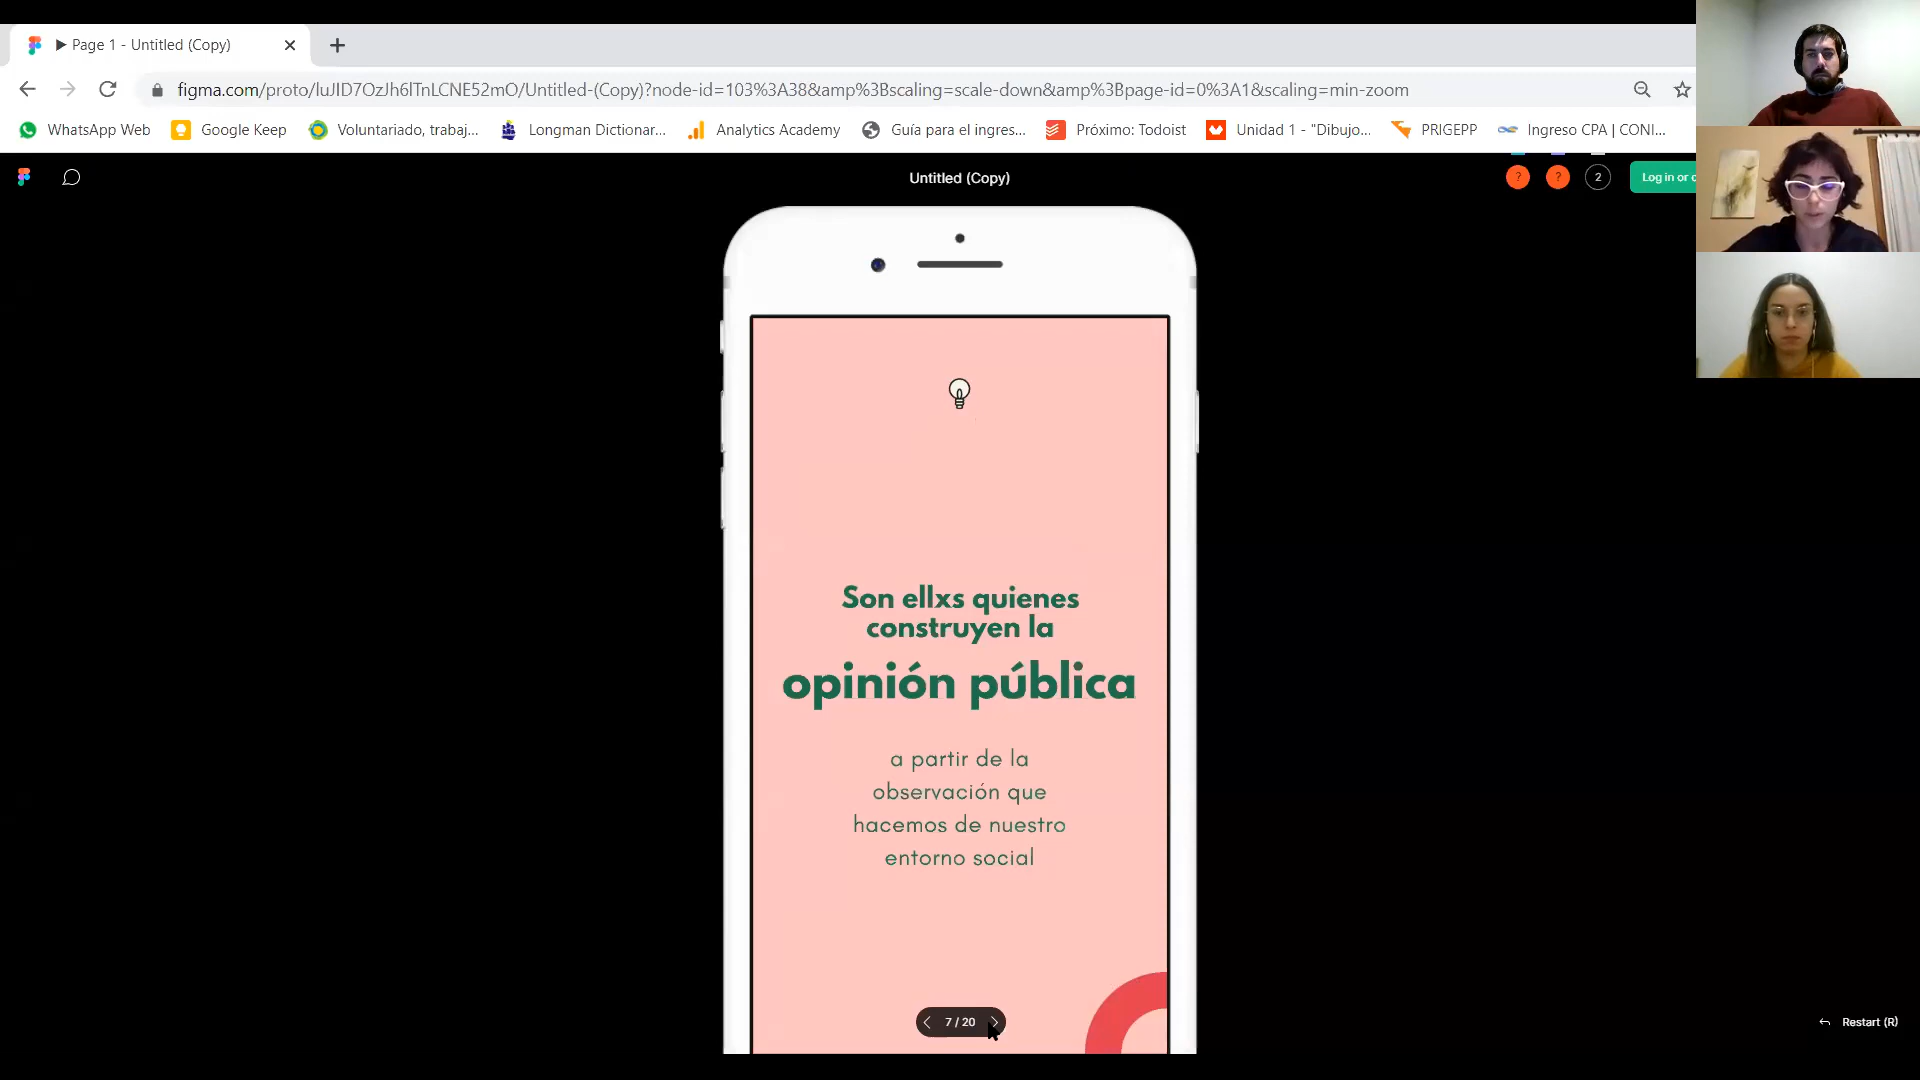 Page 1 - Untitled (Copy)
figma.com/proto/luJID7OzJh6lTnLCNE52mO/Untitled-(Copy)?node-id=103%3A38&amp%3Bscaling=scale-down&amp%3Bpage-id=0%3A1&scaling=min-zoom
WhatsApp Web Google Keep Voluntariado, trabaj... Longman Dictionar... Analytics Academy Guía para el ingres... Próximo: Todoist Unidad 1 - "Dibujo... PRIGEPP Ingreso CPA | CONI...
Untitled (Copy)
? ? 2 Log in or
Son ellxs quienes
construyen la
opinión pública
a partir de la
observación que
hacemos de nuestro
entorno social
7 / 20
Restart (R)